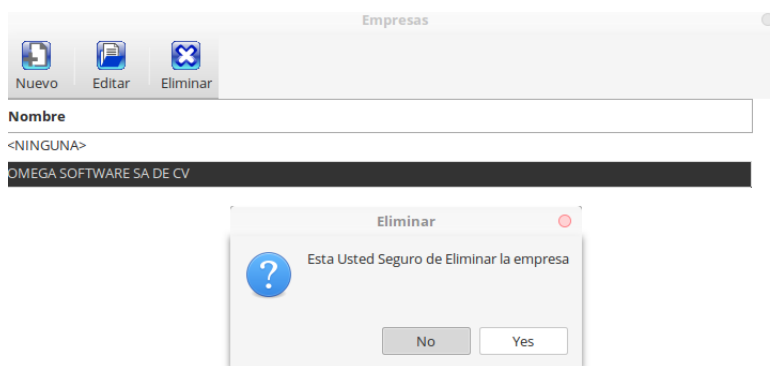 Empresas
Nuevo Editar Eliminar
Nombre
<NINGUNA>
OMEGA SOFTWARE SA DE CV
Eliminar
Esta Usted Seguro de Eliminar la empresa
No Yes